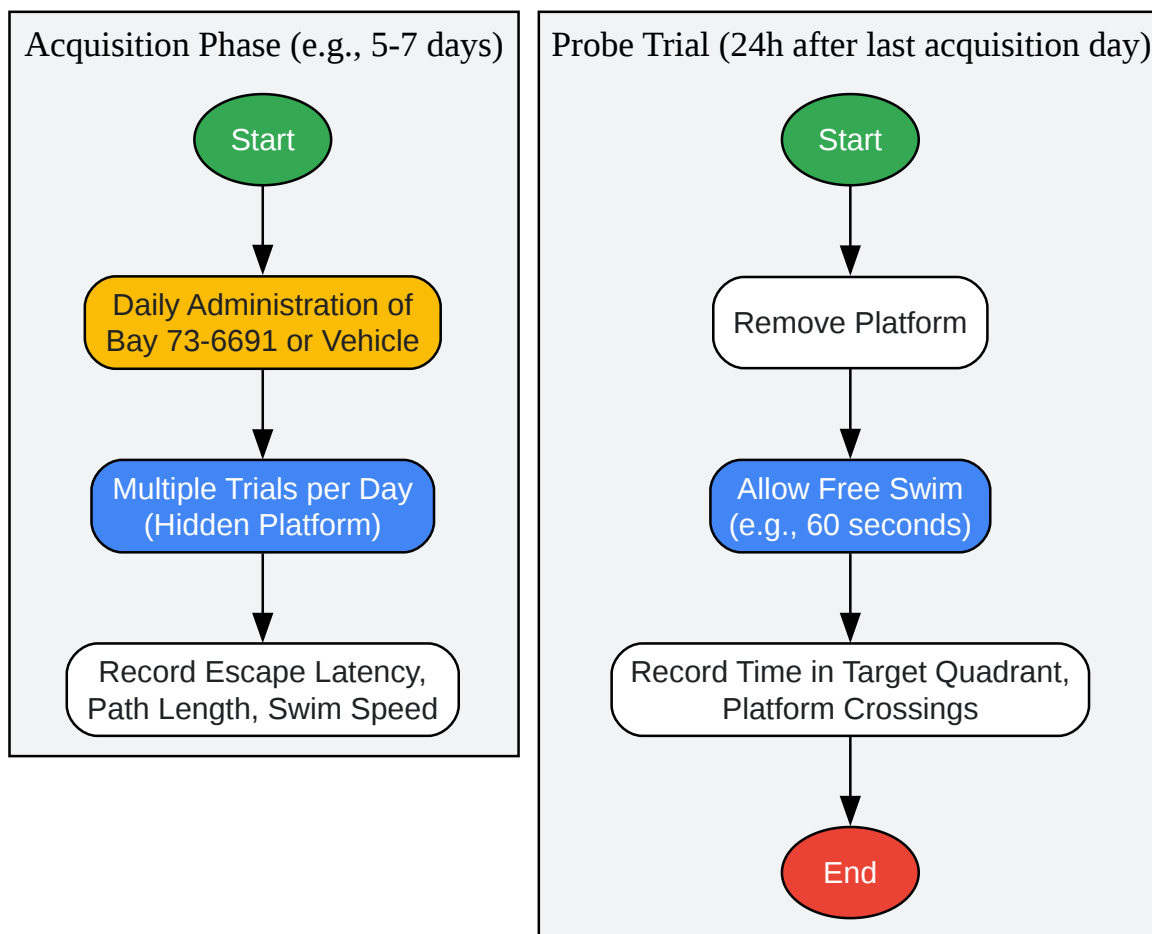 Acquisition Phase (e.g., 5-7 days)
Start
Daily Administration of
Bay 73-6691 or Vehicle
Multiple Trials per Day
(Hidden Platform)
Record Escape Latency,
Path Length, Swim Speed
Probe Trial (24h after last acquisition day)
Start
Remove Platform
Allow Free Swim
(e.g., 60 seconds)
Record Time in Target Quadrant,
Platform Crossings
End